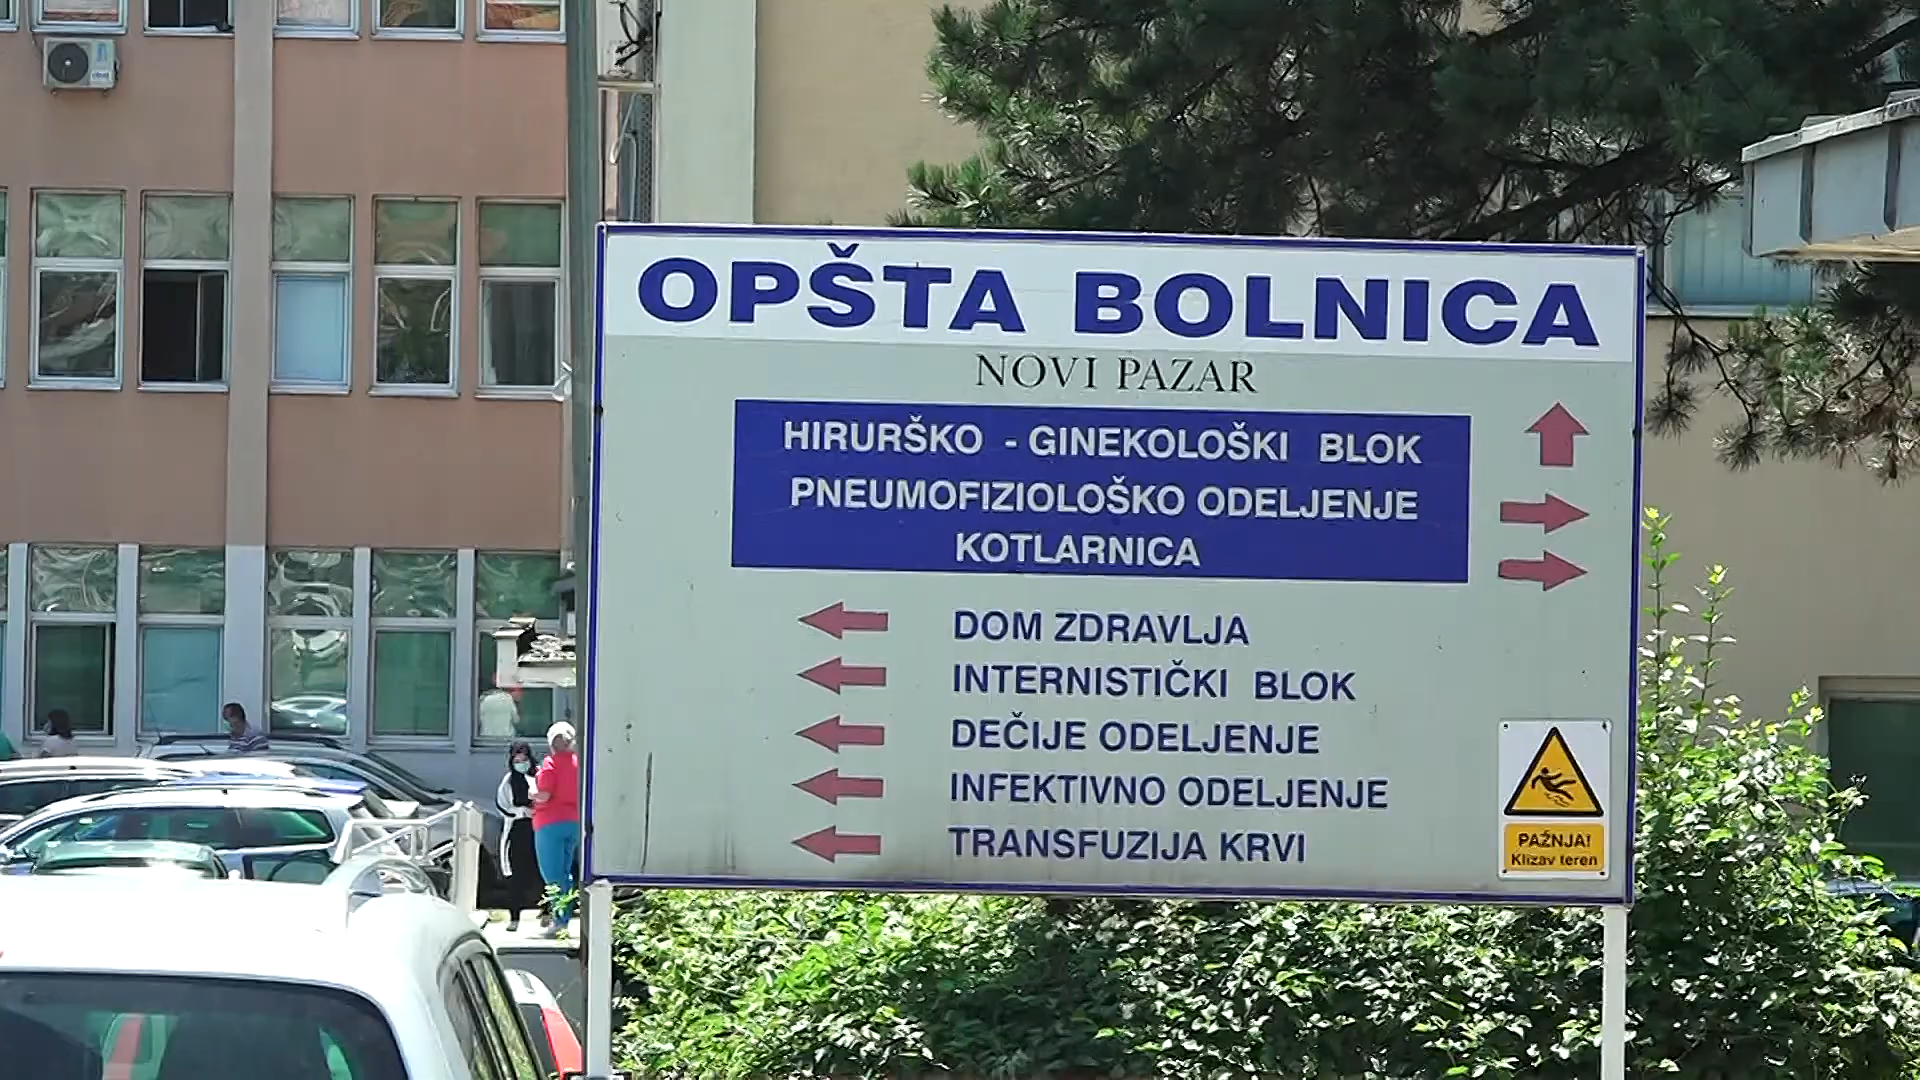 OPŠTA BOLNICA
NOVI PAZAR
HIRURŠKO - GINEKOLOŠKI BLOK
PNEUMOFIZIOLOŠKO ODELJENJE
KOTLARNICA
DOM ZDRAVLJA
INTERNISTIČKI BLOK
DEČIJE ODELJENJE
INFEKTIVNO ODELJENJE
TRANSFUZIJA KRVI
PAŽNJA!
Klizav teren